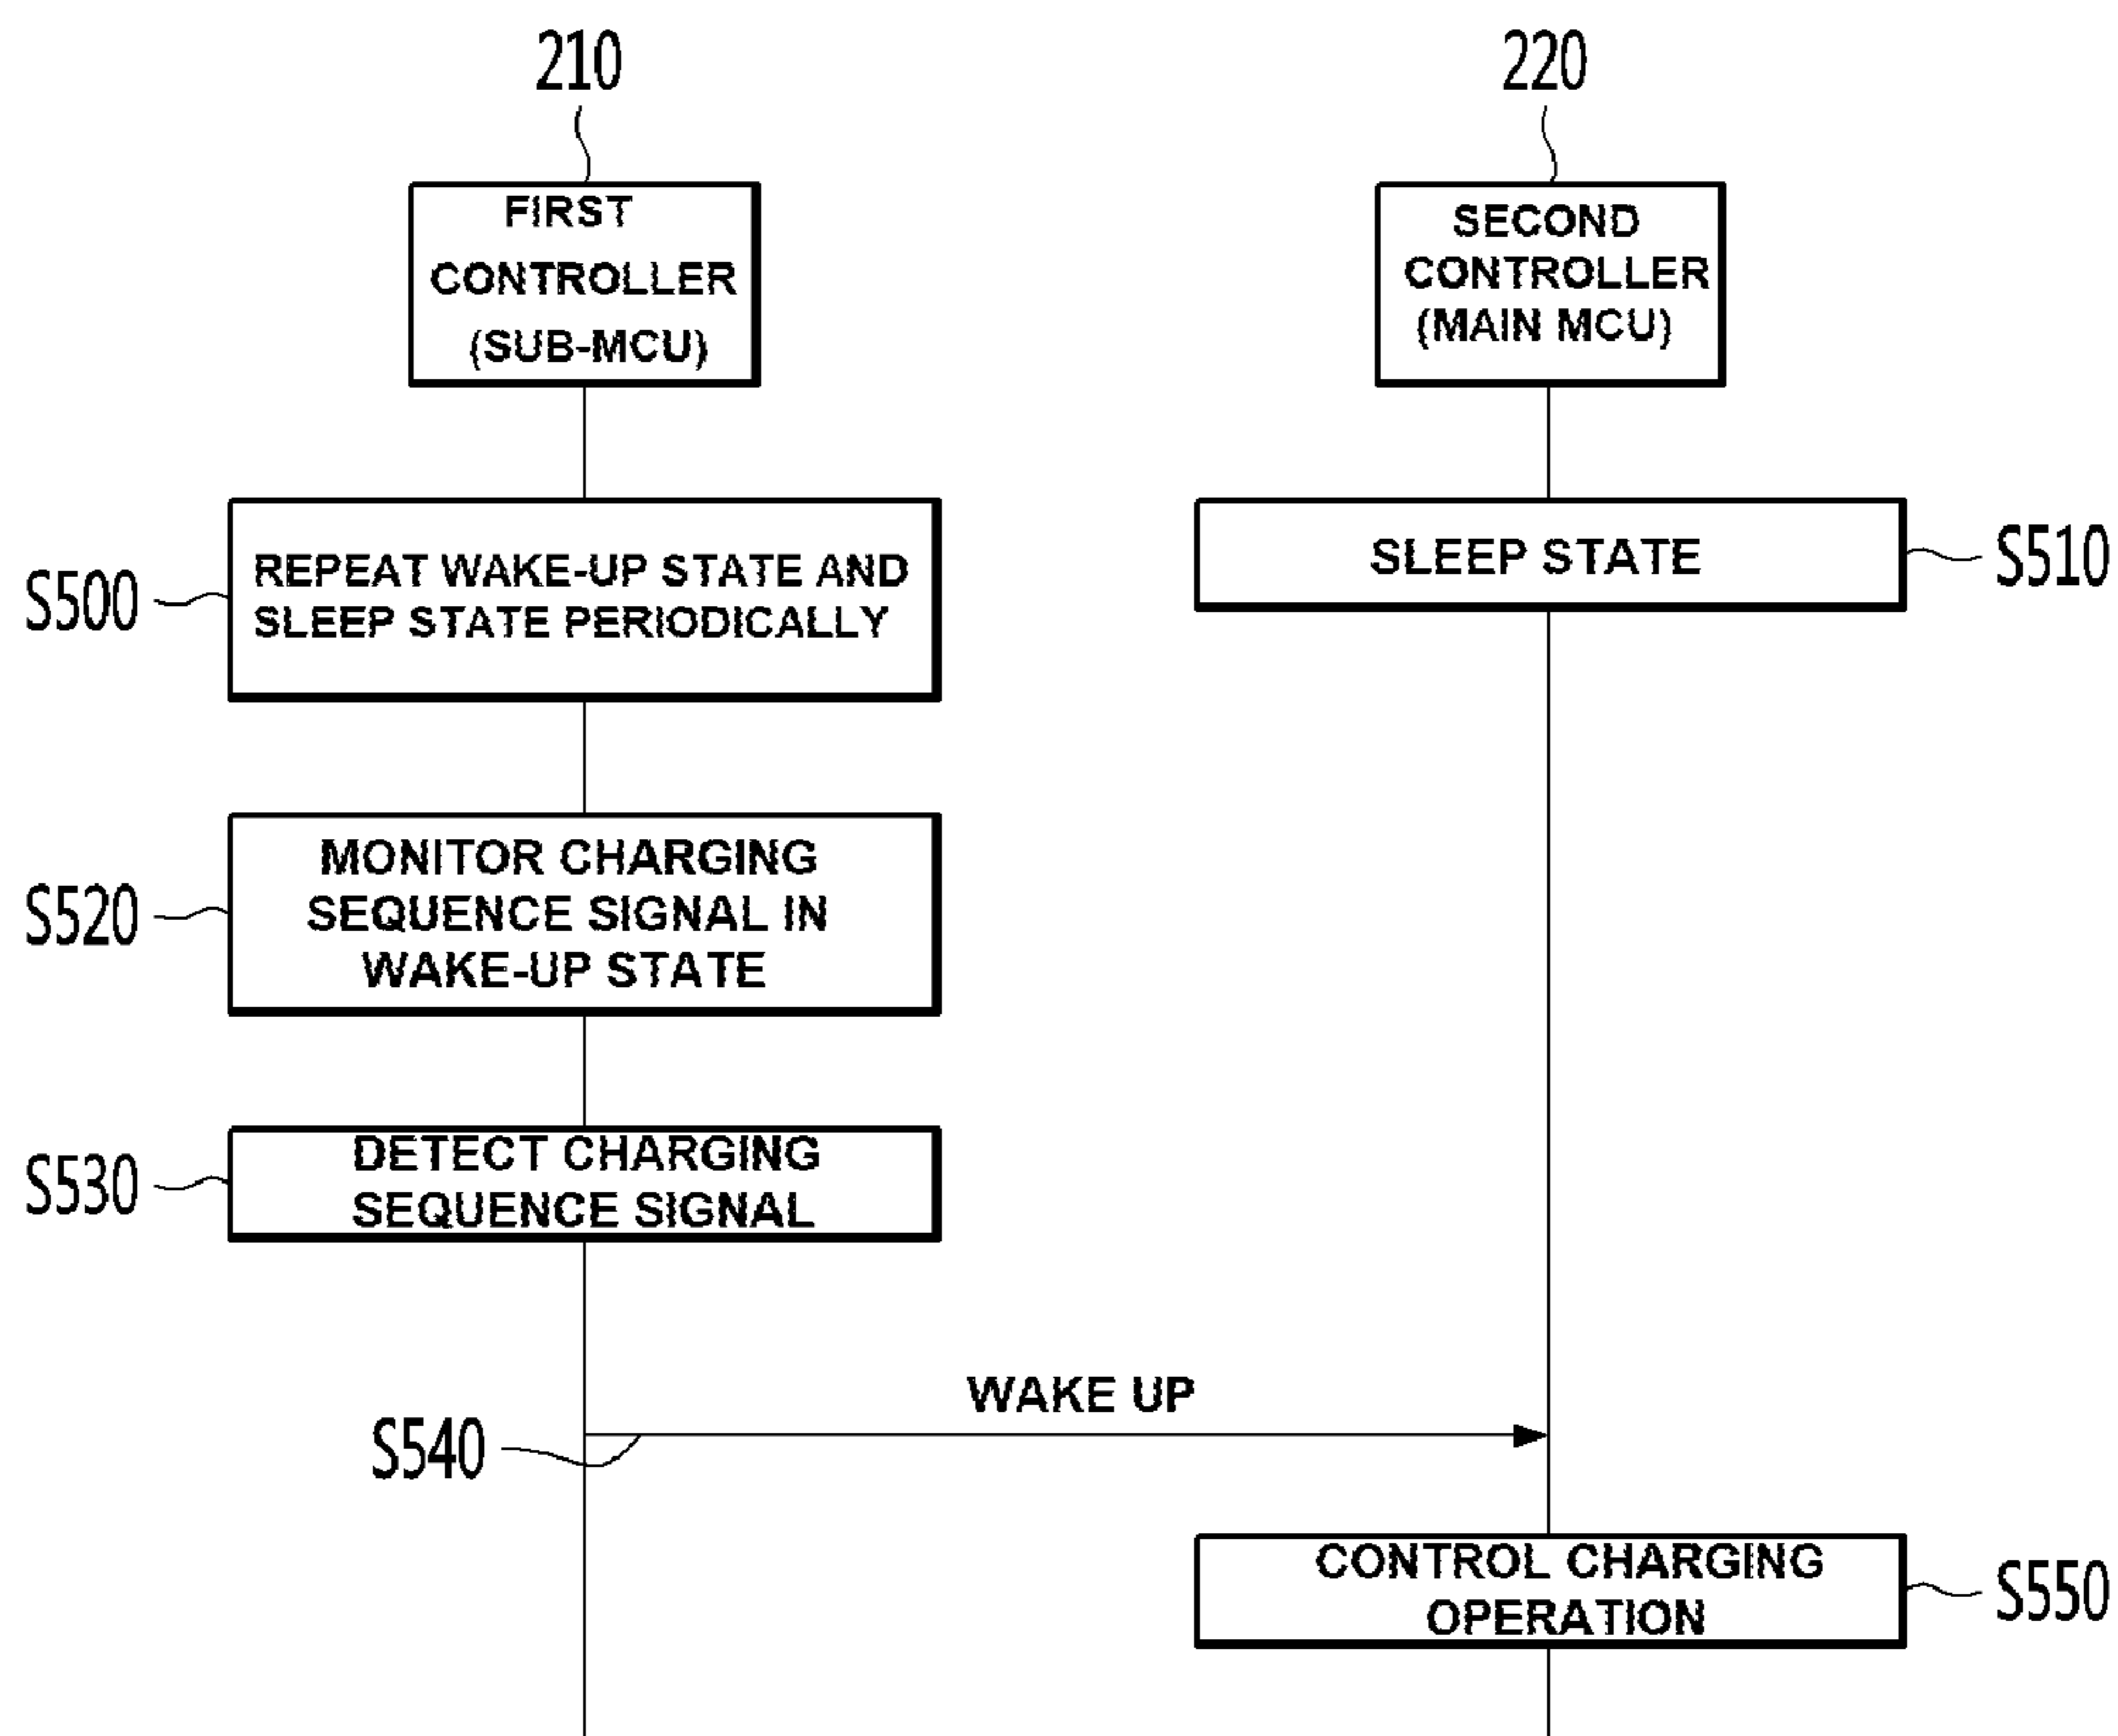 210
220
FIRST
CONTROLLER
(SUB-MCU)
SECOND
CONTROLLER
(MAIN MCU)
S500
REPEAT WAKE-UP STATE AND
SLEEP STATE PERIODICALLY
SLEEP STATE
S510
S520
MONITOR CHARGING
SEQUENCE SIGNAL IN
WAKE-UP STATE
S530
DETECT CHARGING
SEQUENCE SIGNAL
WAKE UP
S540
CONTROL CHARGING
OPERATION
S550